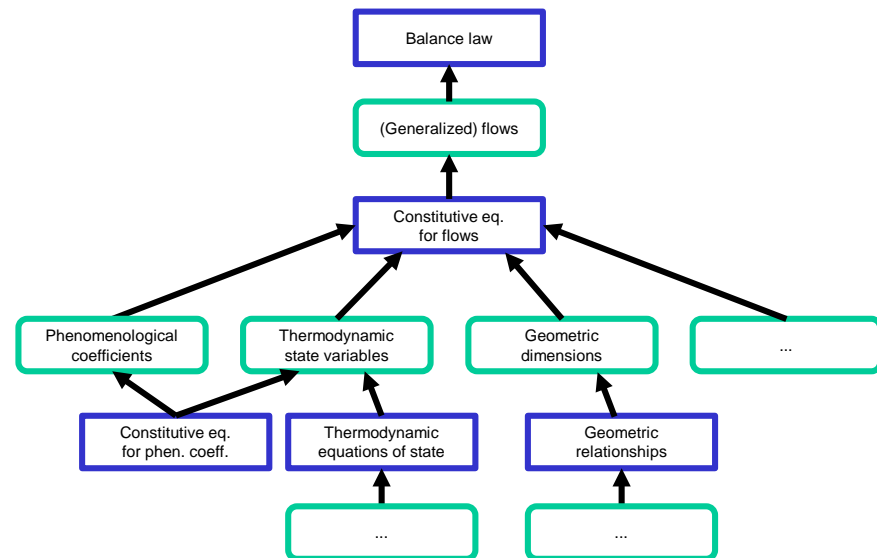 Balance law
(Generalized) flows
Constitutive eq.
for flows
Phenomenological
coefficients
Thermodynamic
state variables
Geometric
dimensions
...
Constitutive eq.
for phen. coeff.
Thermodynamic
equations of state
Geometric
relationships
...
...